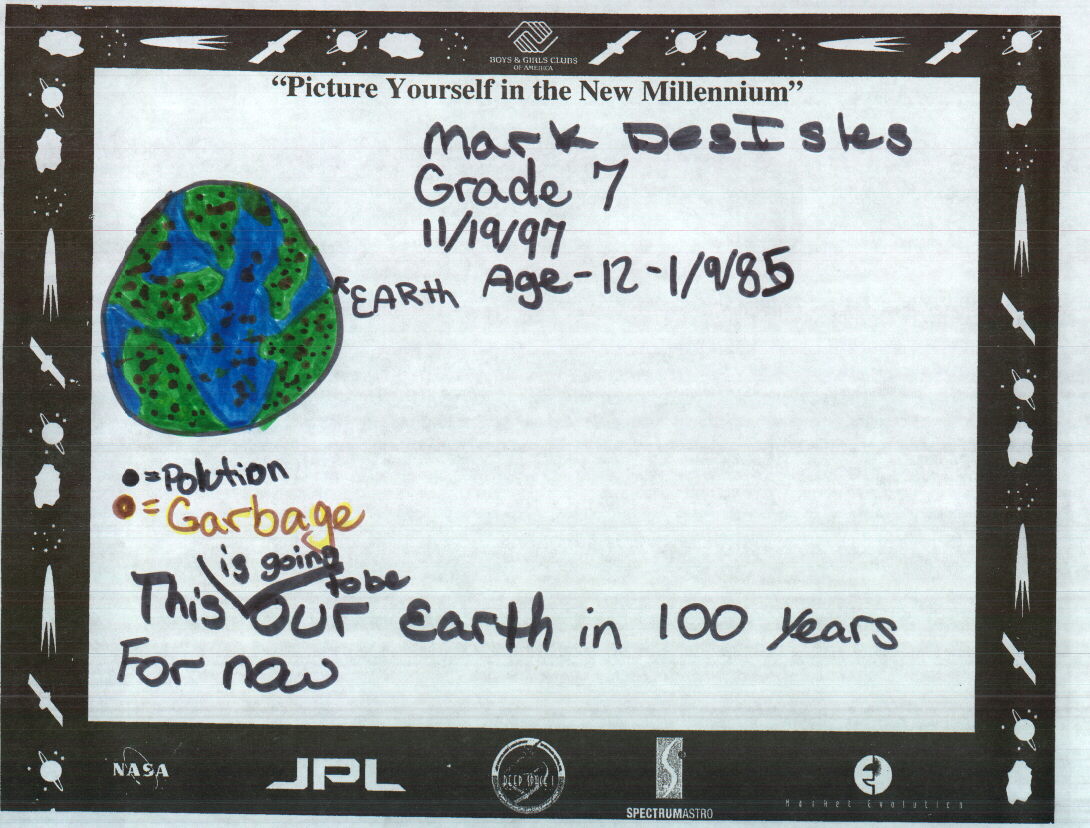 BOYS & GIRLS CLUBS
OF AMERICA
"Picture Yourself in the New Millennium"
Mark DesIsles
Grade 7
11/19/97
Age-12-1/9/85
EARth
=Polution
=Garbage
is going
to be
This our Earth in 100 years
For now
NASA
JPL
DEEP SPACE 1
SPECTRUMASTRO
Market Evolution